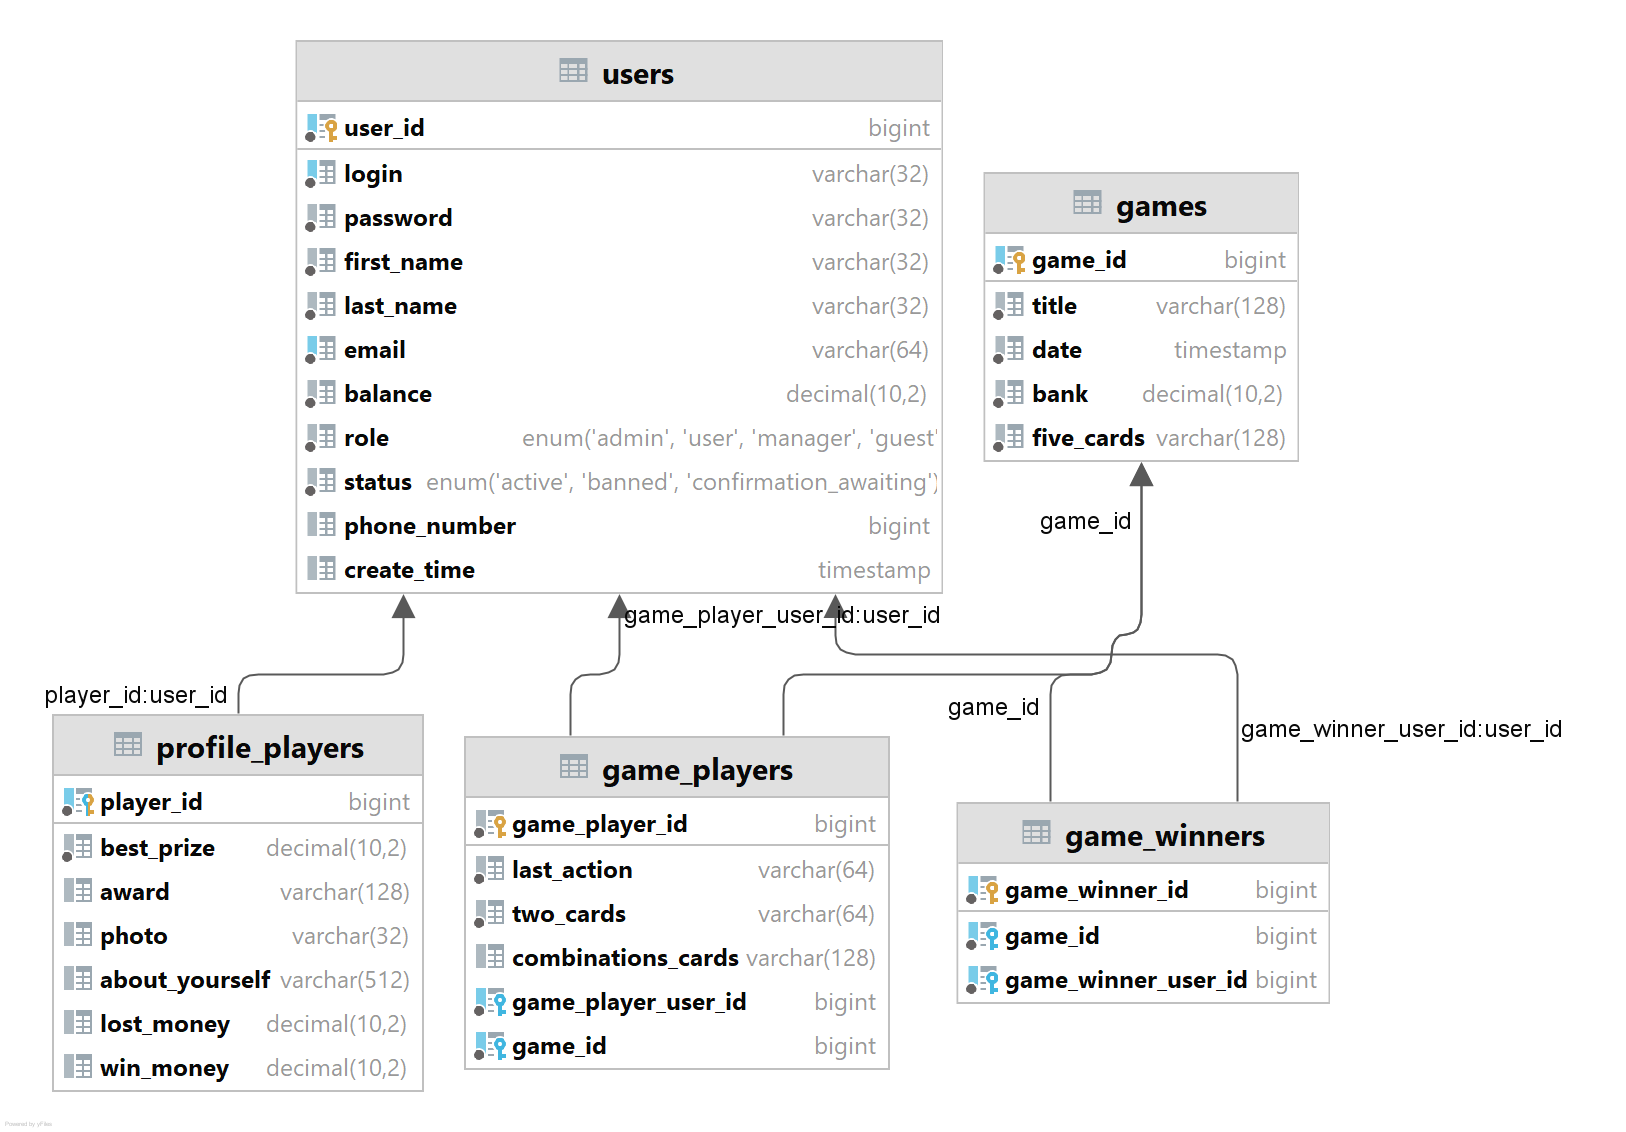 users
user_id bigint
login varchar(32)
password varchar(32)
first_name varchar(32)
last_name varchar(32)
email varchar(64)
balance decimal(10,2)
role enum('admin', 'user', 'manager', 'guest'
status enum('active', 'banned', 'confirmation_awaiting')
phone_number bigint
create_time timestamp
games
game_id bigint
title varchar(128)
date timestamp
bank decimal(10,2)
five_cards varchar(128)
game_id
game_player_user_id:user_id
player_id:user_id
game_id
game_winner_user_id:user_id
profile_players
player_id bigint
best_prize decimal(10,2)
award varchar(128)
photo varchar(32)
about_yourself varchar(512)
lost_money decimal(10,2)
win_money decimal(10,2)
game_players
game_player_id bigint
last_action varchar(64)
two_cards varchar(64)
combinations_cards varchar(128)
game_player_user_id bigint
game_id bigint
game_winners
game_winner_id bigint
game_id bigint
game_winner_user_id bigint
Powered by yFiles